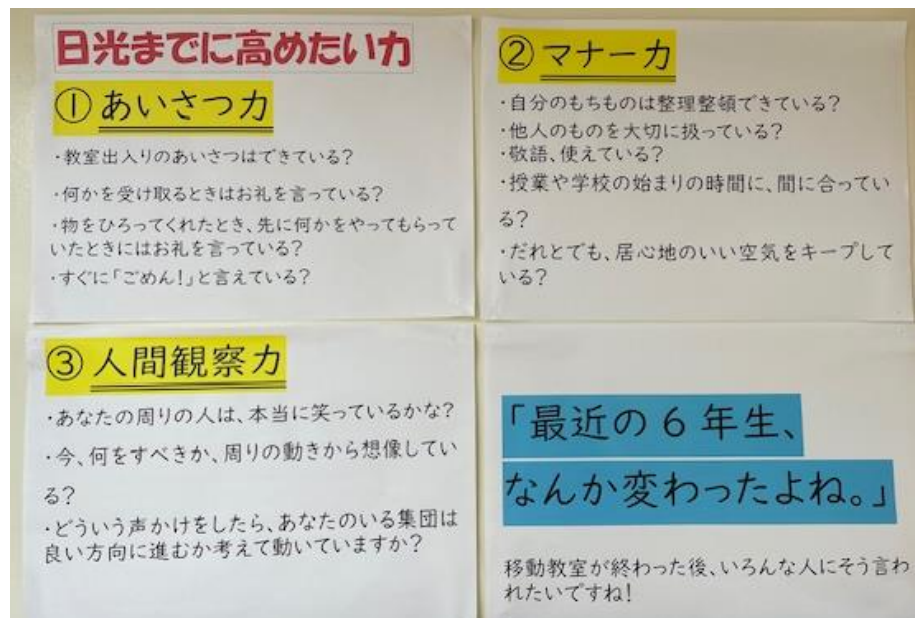 日光までに高めたい力
①あいさつ力
・教室出入りのあいさつはできている?
・何かを受け取るときはお礼を言っている?
・物をひろってくれたとき、先に何かをやってもらって
いたときにはお礼を言っている?
・すぐに「ごめん!」と言えている?
②マナー力
・自分のもちものは整理整頓できている?
・他人のものを大切に扱っている?
・敬語、使えている?
・授業や学校の始まりの時間に、間に合ってい
る?
・だれとでも、居心地のいい空気をキープして
いる?
③人間観察力
・あなたの周りの人は、本当に笑っているかな?
・今、何をすべきか、周りの動きから想像してい
る?
・どういう声かけをしたら、あなたのいる集団は
良い方向に進むか考えて動いていますか?
「最近の6年生、
なんか変わったよね。」
移動教室が終わった後、いろんな人にそう言わ
れたいですね!